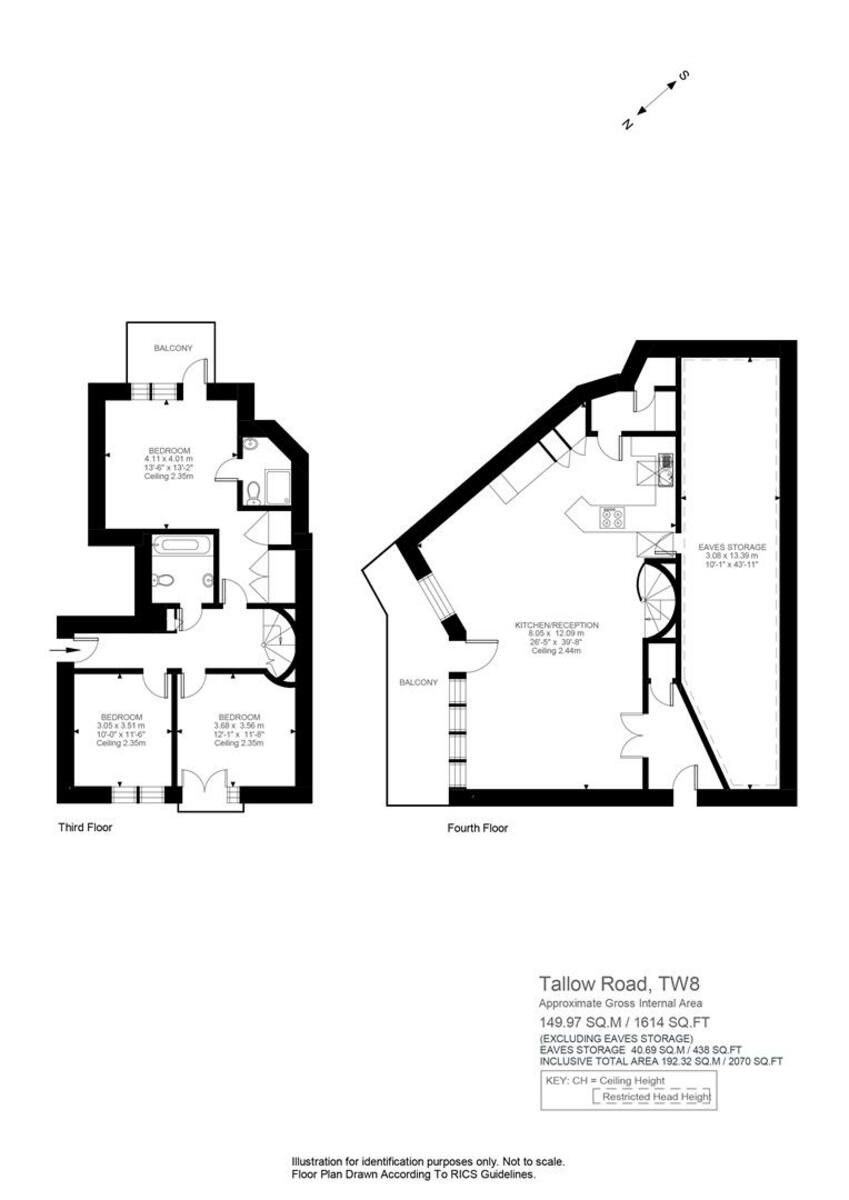 S
N
BALCONY
BEDROOM
4.11 x 4.01 m
13'-6" x 13'-2"
Ceiling 2.35m
BEDROOM
3.05 x 3.51 m
10'-0" x 11'-6"
Ceiling 2.35m
BEDROOM
3.68 x 3.56 m
12'-1" x 11'-8"
Ceiling 2.35m
Third Floor
EAVES STORAGE
3.08 x 13.39 m
10'-1" x 43'-11"
KITCHEN/RECEPTION
8.05 x 12.09 m
26'-5" x 39'-8"
Ceiling 2.44m
BALCONY
Fourth Floor
Tallow Road, TW8
Approximate Gross Internal Area
149.97 SQ.M / 1614 SQ.FT
(EXCLUDING EAVES STORAGE)
EAVES STORAGE 40.69 SQ.M / 438 SQ.FT
INCLUSIVE TOTAL AREA 192.32 SQ.M / 2070 SQ.FT
KEY: CH = Ceiling Height
Restricted Head Height
Illustration for identification purposes only. Not to scale.
Floor Plan Drawn According To RICS Guidelines.